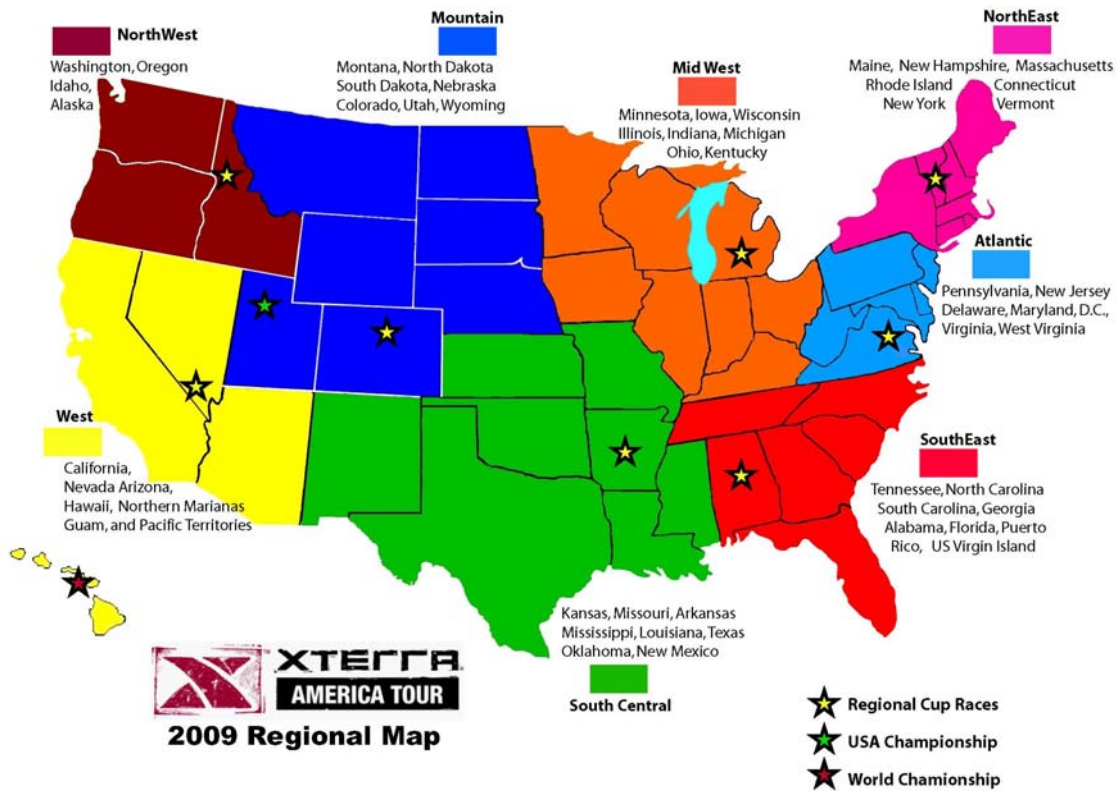 NorthWest
Washington, Oregon
Idaho,
Alaska
Mountain
Montana, North Dakota
South Dakota, Nebraska
Colorado, Utah, Wyoming
Mid West
Minnesota, Iowa, Wisconsin
Illinois, Indiana, Michigan
Ohio, Kentucky
NorthEast
Maine, New Hampshire, Massachusetts
Rhode Island Connecticut
New York Vermont
Atlantic
Pennsylvania, New Jersey
Delaware, Maryland, D.C.,
Virginia, West Virginia
West
California,
Nevada Arizona,
Hawaii, Northern Marianas
Guam, and Pacific Territories
SouthEast
Tennessee, North Carolina
South Carolina, Georgia
Alabama, Florida, Puerto
Rico, US Virgin Island
Kansas, Missouri, Arkansas
Mississippi, Louisiana, Texas
Oklahoma, New Mexico
South Central
XTERRA
AMERICA TOUR
2009 Regional Map
Regional Cup Races
USA Championship
World Chamionship